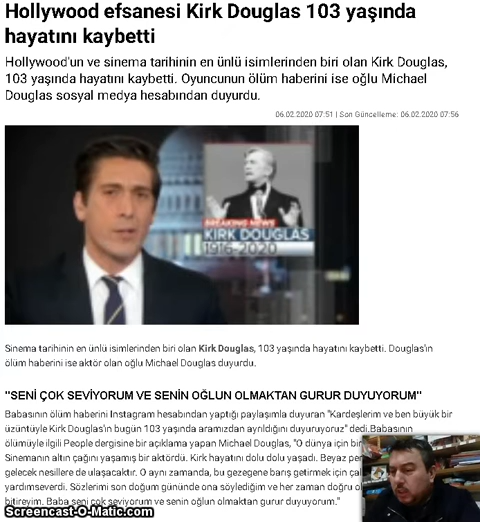 Hollywood efsanesi Kirk Douglas 103 yaşında
hayatını kaybetti
Hollywood'un ve sinema tarihinin en ünlü isimlerinden biri olan Kirk Douglas,
103 yaşında hayatını kaybetti. Oyuncunun ölüm haberini ise oğlu Michael
Douglas sosyal medya hesabından duyurdu.
06.02.2020 07:51 | Son Güncelleme: 06.02.2020 07:56
BREAKING NEWS
KIRK DOUGLAS
1916-2020
Sinema tarihinin en ünlü isimlerinden biri olan Kirk Douglas, 103 yaşında hayatını kaybetti. Douglas'ın
ölüm haberini ise aktör olan oğlu Michael Douglas duyurdu.
"SENİ ÇOK SEVİYORUM VE SENİN OĞLUN OLMAKTAN GURUR DUYUYORUM"
Babasının ölüm haberini Instagram hesabından yaptığı paylaşımla duyuran "Kardeşlerim ve ben büyük bir
üzüntüyle Kirk Douglas'ın bugün 103 yaşında aramızdan ayrıldığını duyuruyoruz" dedi.Babasının
ölümüyle ilgili People dergisine bir açıklama yapan Michael Douglas, "O dünya için bir
Sinemanın altın çağını yaşamış bir aktördü. Kirk hayatını dolu dolu yaşadı. Beyaz per
gelecek nesillere de ulaşacaktır. O aynı zamanda, bu gezegene barış getirmek için çal
yardımseverdi. Sözlerimi son doğum gününde ona söylediğim ve her zaman doğru ol
bitireyim. Baba seni çok seviyorum ve senin oğlun olmaktan gurur duyuyorum."
Screencast-O-Matic.com